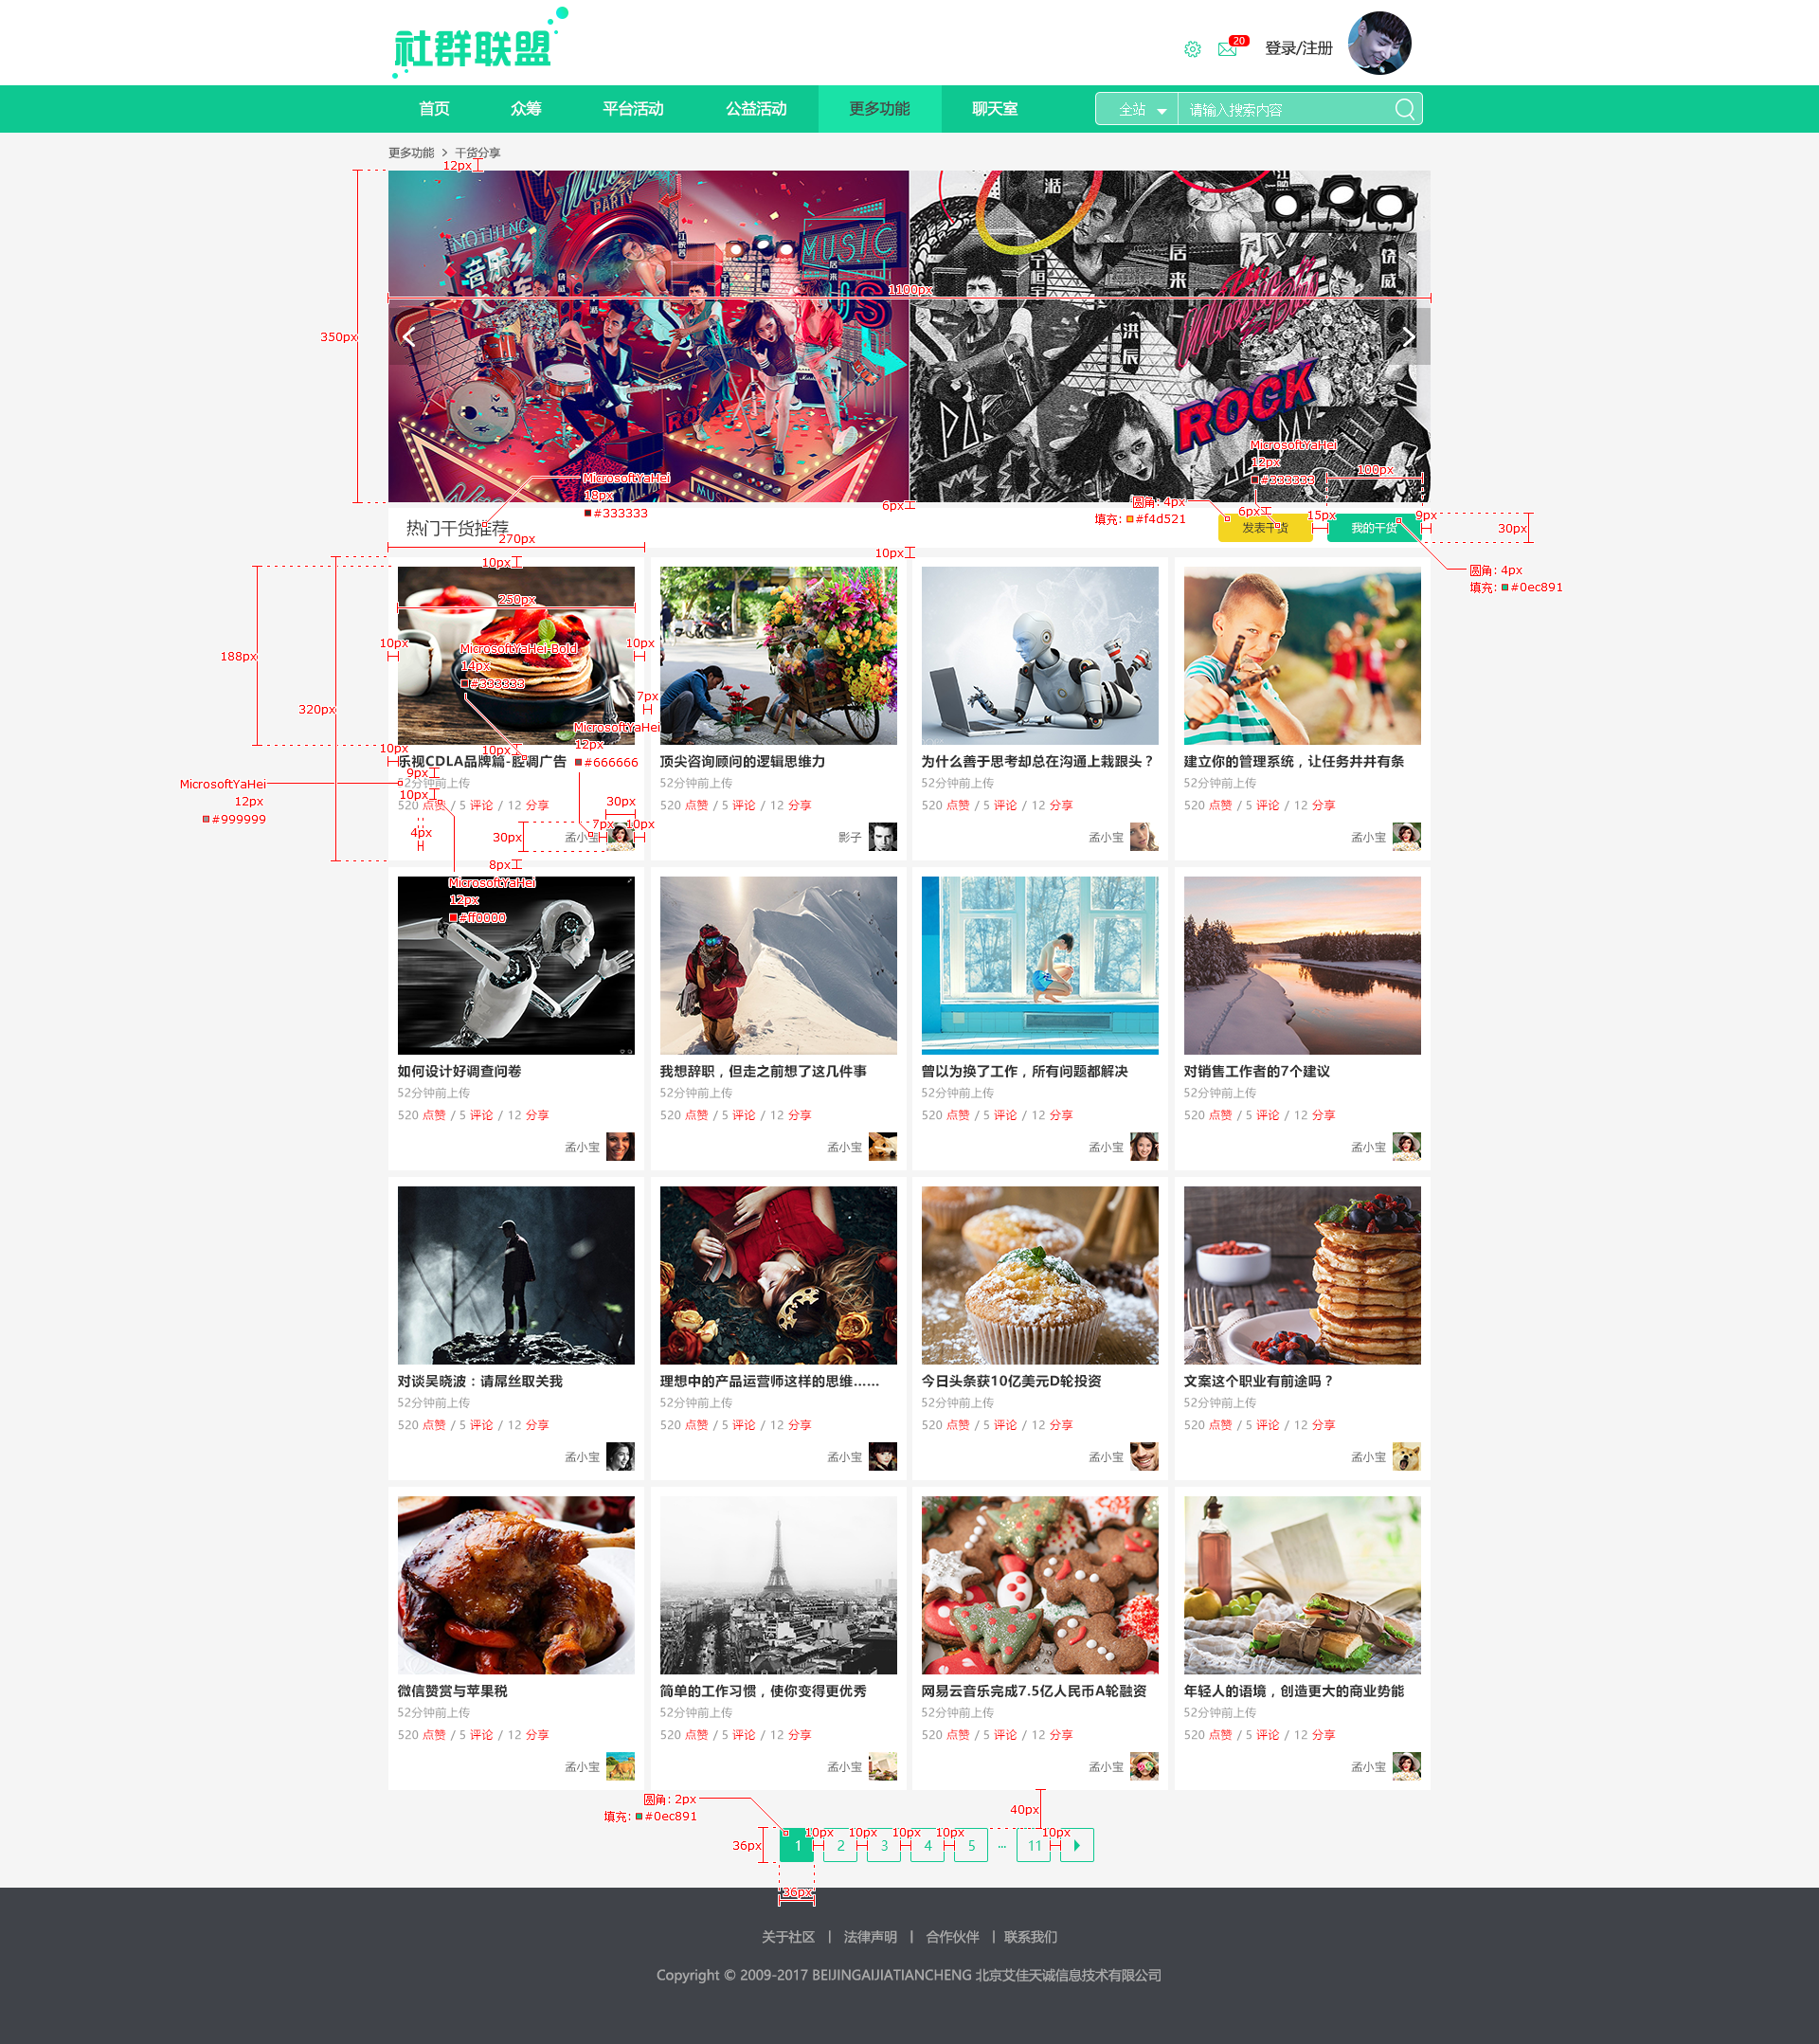 社群联盟
20
登录/注册
首页
众筹
平台活动
公益活动
更多功能
聊天室
全站
请输入搜索内容
更多功能 > 干货分享
12px
NOTHING
PARTY
MUSIC
音乐
居来
洪辰
宁桓宇
饶威
ROCK
1100px
350px
MicrosoftYaHei
18px
#333333
MicrosoftYaHei
12px
#333333
100px
6px
圆角: 4px
填充: #f4d521
6px
15px
9px
30px
热门干货推荐
发表干货
我的干货
270px
10px
10px
圆角: 4px
填充: #0ec891
250px
188px
320px
10px
10px
MicrosoftYaHei-Bold
14px
#333333
7px
MicrosoftYaHei
12px
#666666
10px
10px
乐视CDLA品牌篇-腔调广告
顶尖咨询顾问的逻辑思维力
为什么善于思考却总在沟通上栽跟头？
建立你的管理系统，让任务井井有条
MicrosoftYaHei
12px
#999999
9px
52分钟前上传
52分钟前上传
52分钟前上传
52分钟前上传
10px
520 点赞 / 5 评论 / 12 分享
520 点赞 / 5 评论 / 12 分享
520 点赞 / 5 评论 / 12 分享
520 点赞 / 5 评论 / 12 分享
30px
4px
30px
7px
10px
孟小宝
影子
孟小宝
孟小宝
8px
MicrosoftYaHei
12px
#ff0000
如何设计好调查问卷
我想辞职，但走之前想了这几件事
曾以为换了工作，所有问题都解决
对销售工作者的7个建议
52分钟前上传
52分钟前上传
52分钟前上传
52分钟前上传
520 点赞 / 5 评论 / 12 分享
520 点赞 / 5 评论 / 12 分享
520 点赞 / 5 评论 / 12 分享
520 点赞 / 5 评论 / 12 分享
孟小宝
孟小宝
孟小宝
孟小宝
对谈吴晓波：请屌丝取关我
理想中的产品运营师这样的思维......
今日头条获10亿美元D轮投资
文案这个职业有前途吗？
52分钟前上传
52分钟前上传
52分钟前上传
52分钟前上传
520 点赞 / 5 评论 / 12 分享
520 点赞 / 5 评论 / 12 分享
520 点赞 / 5 评论 / 12 分享
520 点赞 / 5 评论 / 12 分享
孟小宝
孟小宝
孟小宝
孟小宝
微信赞赏与苹果税
简单的工作习惯，使你变得更优秀
网易云音乐完成7.5亿人民币A轮融资
年轻人的语境，创造更大的商业势能
52分钟前上传
52分钟前上传
52分钟前上传
52分钟前上传
520 点赞 / 5 评论 / 12 分享
520 点赞 / 5 评论 / 12 分享
520 点赞 / 5 评论 / 12 分享
520 点赞 / 5 评论 / 12 分享
孟小宝
孟小宝
孟小宝
孟小宝
圆角: 2px
填充: #0ec891
40px
36px
10px
10px
10px
10px
10px
1 2 3 4 5 ... 11
36px
关于社区 | 法律声明 | 合作伙伴 | 联系我们
Copyright © 2009-2017 BEIJINGAIJIATIANCHENG 北京艾佳天诚信息技术有限公司